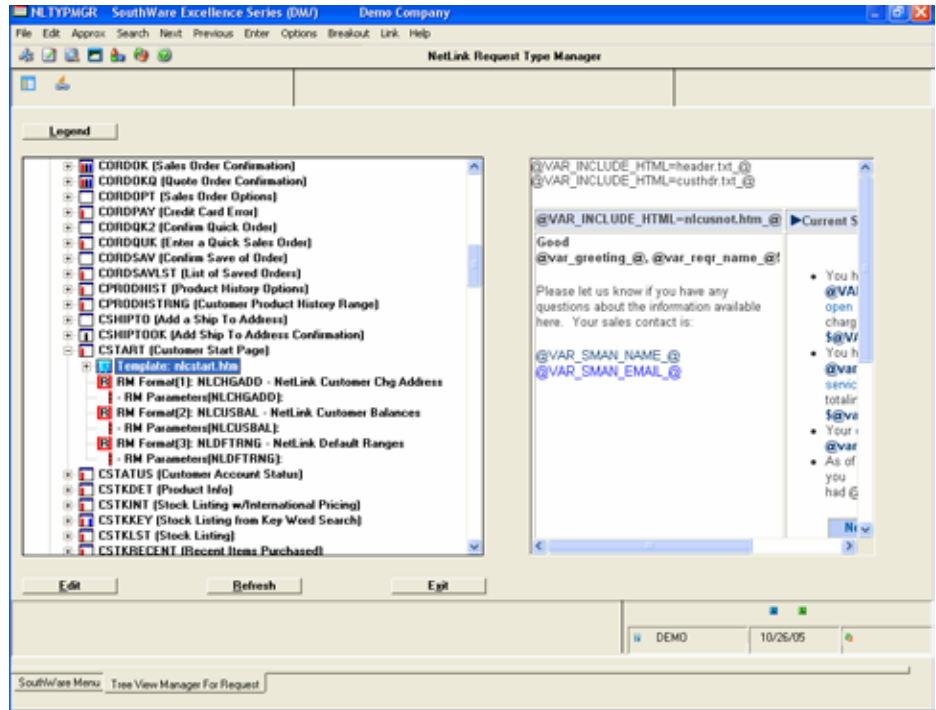 NLTYPMGR SouthWare Excellence Series (DMJ) Demo Company
File Edit Approx Search Next Previous Enter Options Breakout Link Help
NetLink Request Type Manager
Legend
CORDOK (Sales Order Confirmation)
CORDOKQ (Quote Order Confirmation)
CORDOPT (Sales Order Options)
CORDPAY (Credit Card Error)
CORDQK2 (Confirm Quick Order)
CORDQUK (Enter a Quick Sales Order)
CORDSAV (Confirm Save of Order)
CORDSAVLST (List of Saved Orders)
CPRODHIST (Product History Options)
CPRODHSTRNG (Customer Product History Range)
CSHIPTO (Add a Ship To Address)
CSHIPTOOK (Add Ship To Address Confirmation)
CSTART (Customer Start Page)
Template: nlcstart.htm
R RM Format(1): NLCHGADD - NetLink Customer Chg Address
- RM Parameters(NLCHGADD):
R RM Format(2): NLCUSBAL - NetLink Customer Balances
- RM Parameters(NLCUSBAL):
R RM Format(3): NLDFTRNG - NetLink Default Ranges
- RM Parameters(NLDFTRNG):
CSTATUS (Customer Account Status)
CSTKDET (Product Info)
CSTKINT (Stock Listing w/International Pricing)
CSTKKEY (Stock Listing from Key Word Search)
CSTKLST (Stock Listing)
CSTKRECENT (Recent Items Purchased)
@VAR_INCLUDE_HTML=header.txt_@
@VAR_INCLUDE_HTML=custhdr.txt_@
@VAR_INCLUDE_HTML=nlcusnot.htm_@
Good
@var_greeting_@, @var_reqr_name_@!
Please let us know if you have any
questions about the information available
here. Your sales contact is:
@VAR_SMAN_NAME_@
@VAR_SMAN_EMAIL_@
Current S
You h
@VAI
open
charg
$@V
You h
@var
servic
totalin
$@va
Your
@var
As of
you
had @
Ne
Edit Refresh Exit
DEMO 10/26/05
SouthWare Menu Tree View Manager For Request